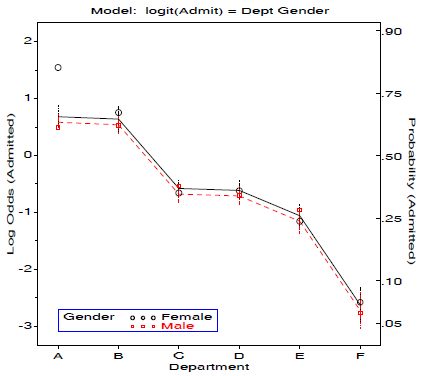 Model: logit(Admit) = Dept Gender
Log Odds (Admitted)
2
1
0
-1
-2
-3
.90
.75
.50
.25
.10
.05
Probability (Admitted)
Gender Female
Male
A B C D E F
Department